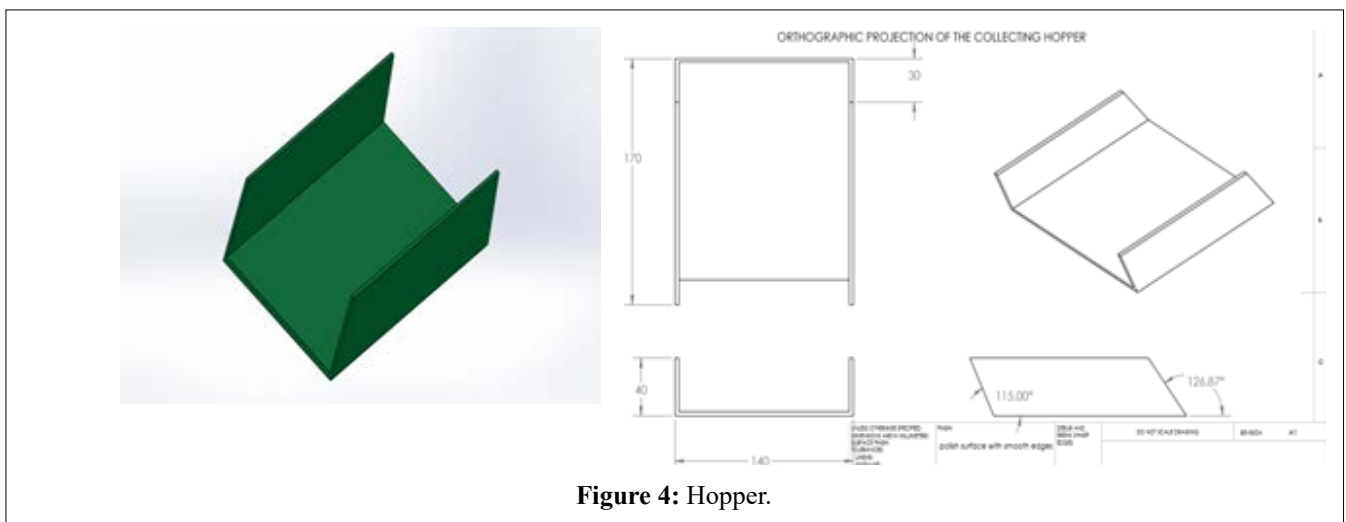 ORTHOGRAPHIC PROJECTION OF THE COLLECTING HOPPER
30
A
170
B
C
40
115.00°
126.87°
140
polish surface with smooth edges
DO NOT SCALE DRAWING
REVISION
Figure 4: Hopper.